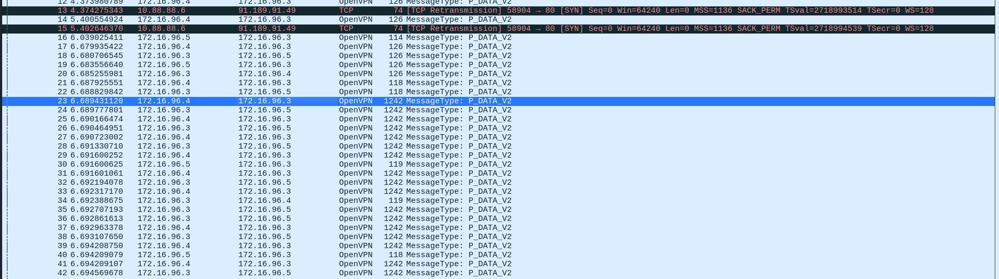 12 4.373980789 172.16.96.4 172.16.96.3 OpenVPN 126 MessageType: P_DATA_V2
13 4.374275343 10.88.88.6 91.189.91.49 TCP 74 [TCP Retransmission] 58904 → 80 [SYN] Seq=0 Win=64240 Len=0 MSS=1136 SACK_PERM TSval=2718993514 TSecr=0 WS=128
14 5.400554924 172.16.96.4 172.16.96.3 OpenVPN 126 MessageType: P_DATA_V2
15 5.402646370 10.88.88.6 91.189.91.49 TCP 74 [TCP Retransmission] 58904 → 80 [SYN] Seq=0 Win=64240 Len=0 MSS=1136 SACK_PERM TSval=2718994539 TSecr=0 WS=128
16 6.039025411 172.16.96.5 172.16.96.3 OpenVPN 114 MessageType: P_DATA_V2
17 6.679935422 172.16.96.4 172.16.96.3 OpenVPN 126 MessageType: P_DATA_V2
18 6.680706545 172.16.96.3 172.16.96.5 OpenVPN 126 MessageType: P_DATA_V2
19 6.683556640 172.16.96.5 172.16.96.3 OpenVPN 126 MessageType: P_DATA_V2
20 6.685255981 172.16.96.3 172.16.96.4 OpenVPN 126 MessageType: P_DATA_V2
21 6.687925551 172.16.96.4 172.16.96.3 OpenVPN 118 MessageType: P_DATA_V2
22 6.688829842 172.16.96.3 172.16.96.5 OpenVPN 118 MessageType: P_DATA_V2
23 6.689431120 172.16.96.4 172.16.96.3 OpenVPN 1242 MessageType: P_DATA_V2
24 6.689777801 172.16.96.3 172.16.96.5 OpenVPN 1242 MessageType: P_DATA_V2
25 6.690166474 172.16.96.4 172.16.96.3 OpenVPN 1242 MessageType: P_DATA_V2
26 6.690464951 172.16.96.3 172.16.96.5 OpenVPN 1242 MessageType: P_DATA_V2
27 6.690723002 172.16.96.4 172.16.96.3 OpenVPN 1242 MessageType: P_DATA_V2
28 6.691330710 172.16.96.3 172.16.96.5 OpenVPN 1242 MessageType: P_DATA_V2
29 6.691600252 172.16.96.4 172.16.96.3 OpenVPN 1242 MessageType: P_DATA_V2
30 6.691600625 172.16.96.5 172.16.96.3 OpenVPN 119 MessageType: P_DATA_V2
31 6.691601061 172.16.96.4 172.16.96.3 OpenVPN 1242 MessageType: P_DATA_V2
32 6.692194078 172.16.96.3 172.16.96.5 OpenVPN 1242 MessageType: P_DATA_V2
33 6.692317170 172.16.96.4 172.16.96.3 OpenVPN 1242 MessageType: P_DATA_V2
34 6.692388675 172.16.96.3 172.16.96.4 OpenVPN 119 MessageType: P_DATA_V2
35 6.692707193 172.16.96.3 172.16.96.5 OpenVPN 1242 MessageType: P_DATA_V2
36 6.692861613 172.16.96.3 172.16.96.5 OpenVPN 1242 MessageType: P_DATA_V2
37 6.692963378 172.16.96.4 172.16.96.3 OpenVPN 1242 MessageType: P_DATA_V2
38 6.693107650 172.16.96.3 172.16.96.5 OpenVPN 1242 MessageType: P_DATA_V2
39 6.694208750 172.16.96.4 172.16.96.3 OpenVPN 1242 MessageType: P_DATA_V2
40 6.694209079 172.16.96.5 172.16.96.3 OpenVPN 118 MessageType: P_DATA_V2
41 6.694209107 172.16.96.4 172.16.96.3 OpenVPN 1242 MessageType: P_DATA_V2
42 6.694569678 172.16.96.3 172.16.96.5 OpenVPN 1242 MessageType: P_DATA_V2